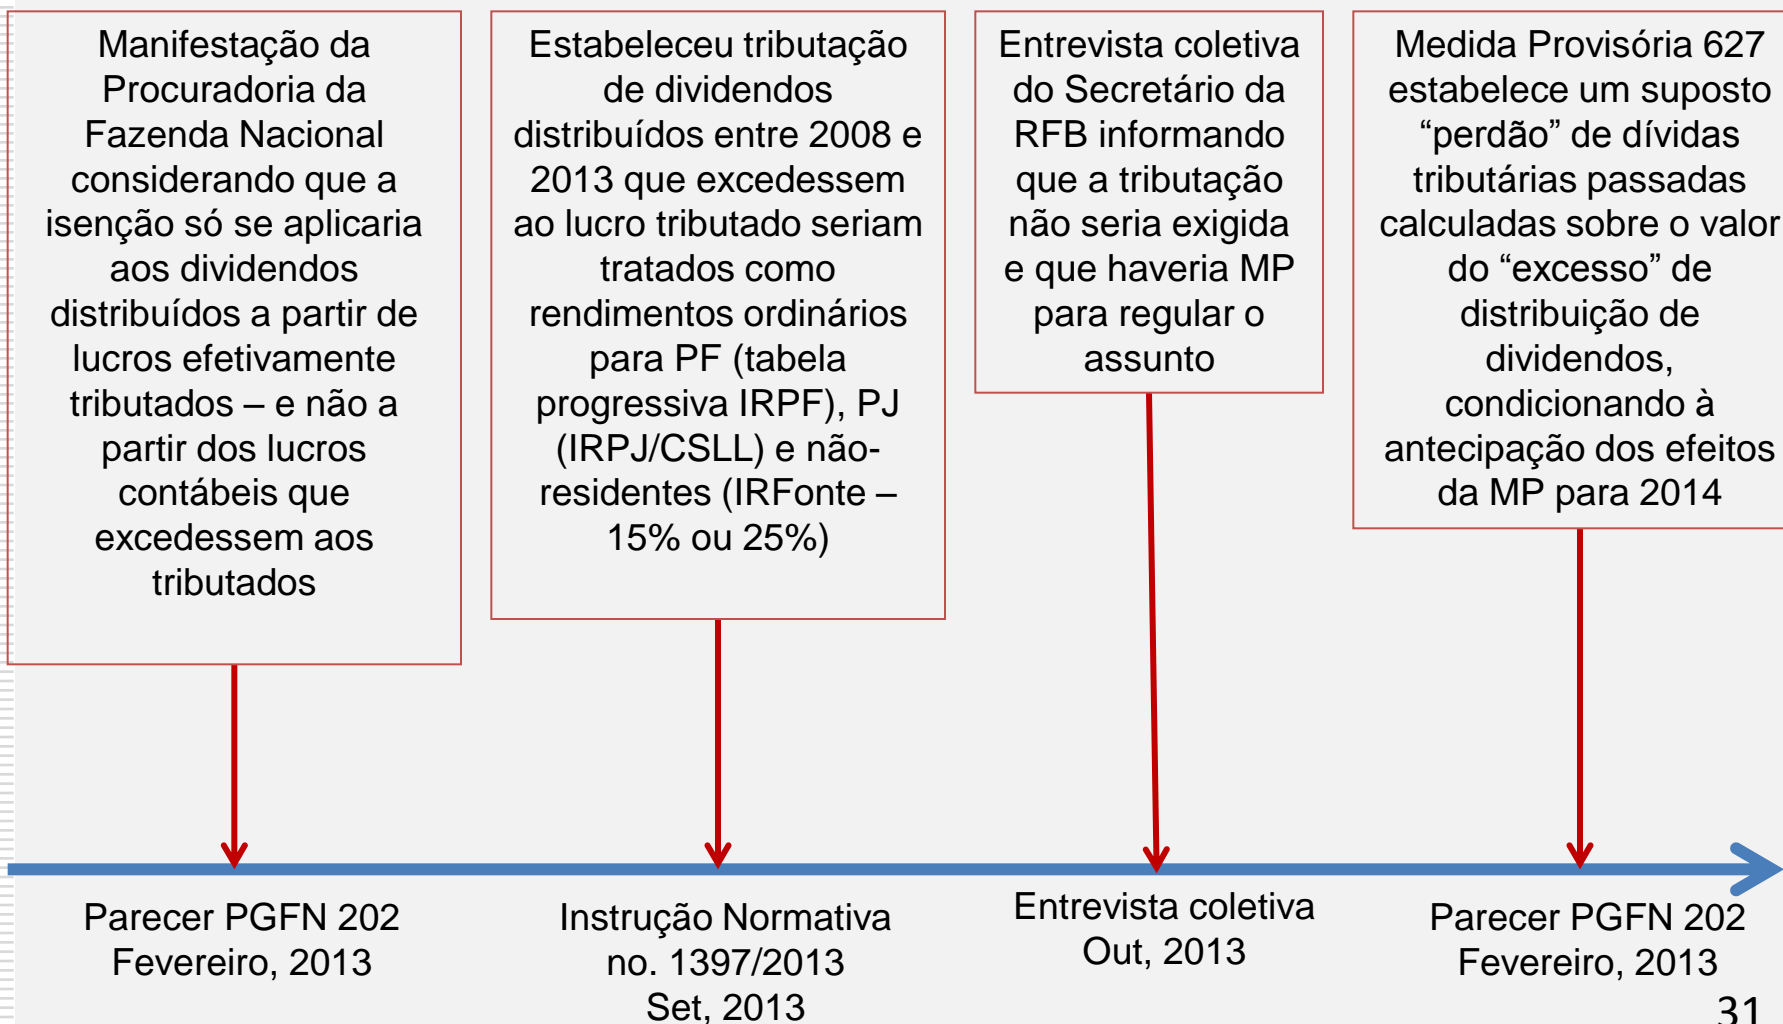 Manifestação da
Procuradoria da
Fazenda Nacional
considerando que a
isenção só se aplicaria
aos dividendos
distribuídos a partir de
lucros efetivamente
tributados – e não a
partir dos lucros
contábeis que
excedessem aos
tributados
Estabeleceu tributação
de dividendos
distribuídos entre 2008 e
2013 que excedessem
ao lucro tributado seriam
tratados como
rendimentos ordinários
para PF (tabela
progressiva IRPF), PJ
(IRPJ/CSLL) e não-
residentes (IRFonte –
15% ou 25%)
Entrevista coletiva
do Secretário da
RFB informando
que a tributação
não seria exigida
e que haveria MP
para regular o
assunto
Medida Provisória 627
estabelece um suposto
“perdão” de dívidas
tributárias passadas
calculadas sobre o valor
do “excesso” de
distribuição de
dividendos,
condicionando à
antecipação dos efeitos
da MP para 2014
Parecer PGFN 202
Fevereiro, 2013
Instrução Normativa
no. 1397/2013
Set, 2013
Entrevista coletiva
Out, 2013
Parecer PGFN 202
Fevereiro, 2013
31